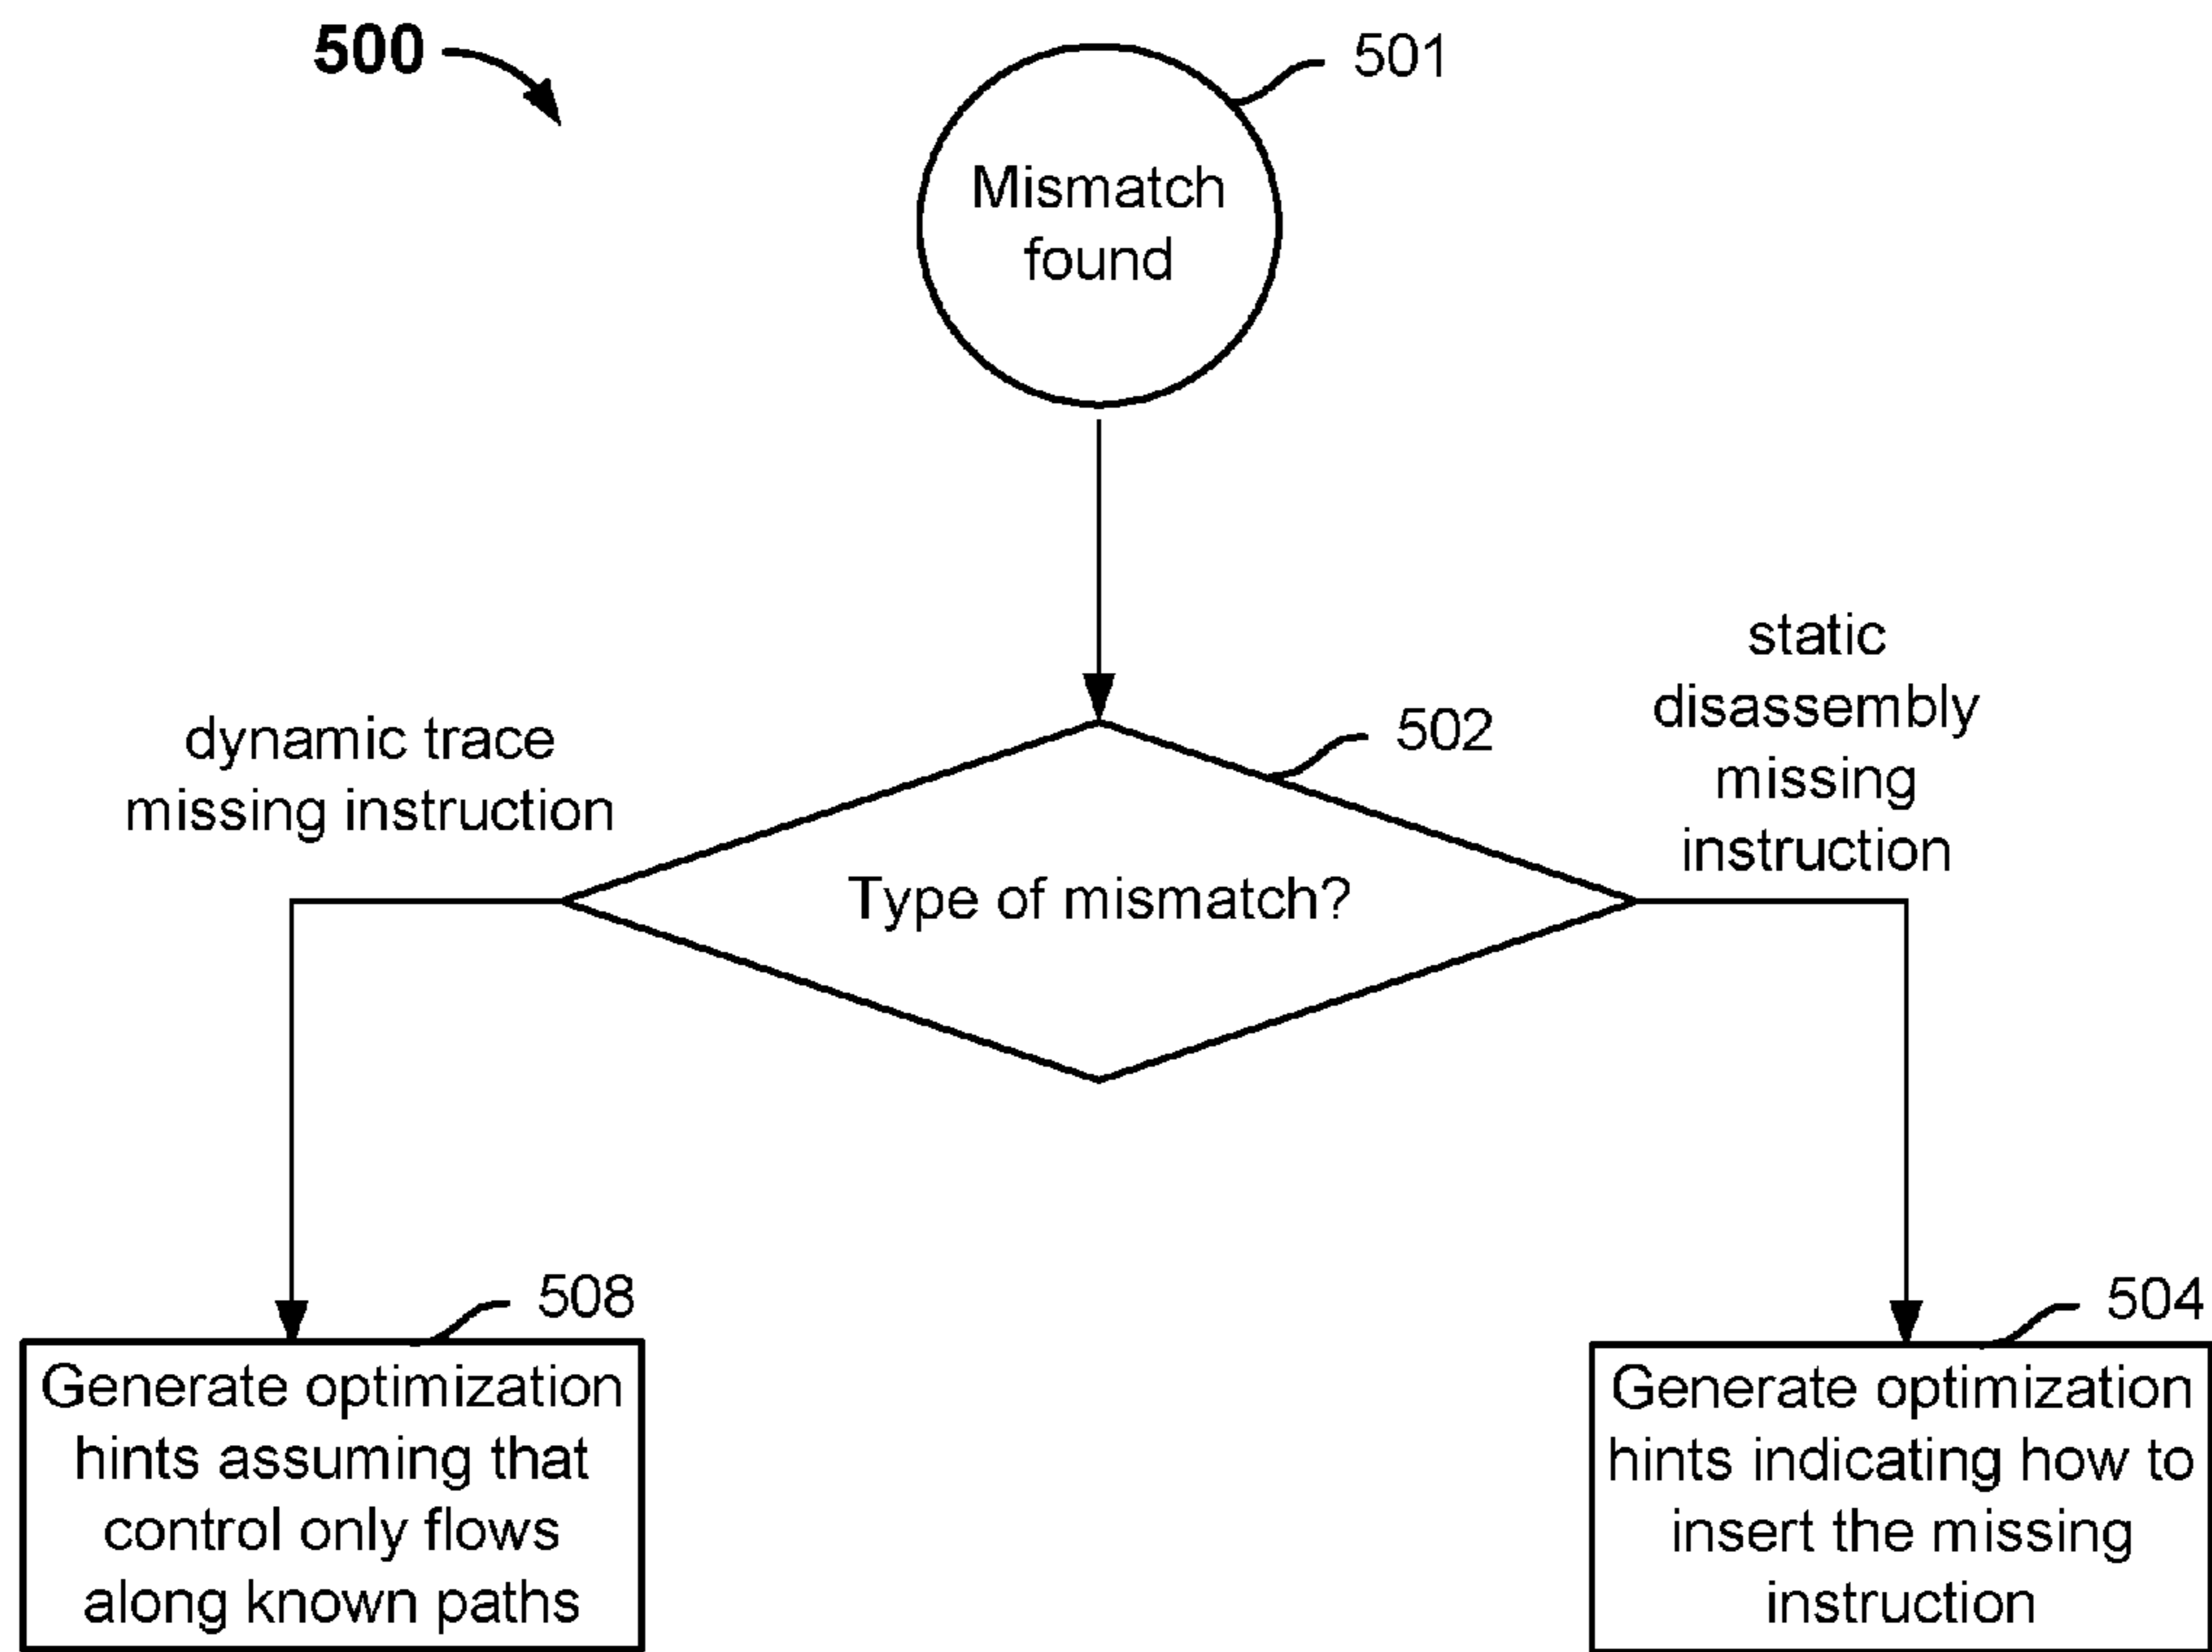 500
501
Mismatch
found
502
static
disassembly
missing
instruction
dynamic trace
missing instruction
Type of mismatch?
508
504
Generate optimization
hints assuming that
control only flows
along known paths
Generate optimization
hints indicating how to
insert the missing
instruction